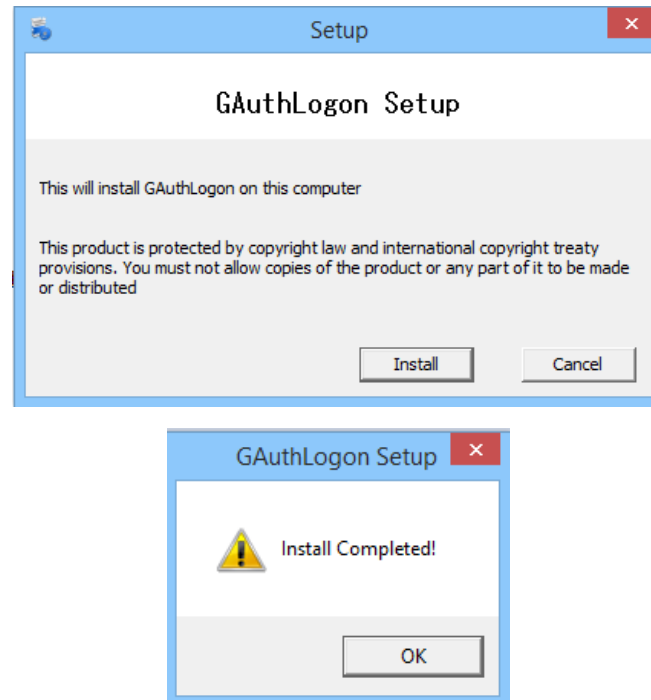 Setup
GAuthLogon Setup
This will install GAuthLogon on this computer
This product is protected by copyright law and international copyright treaty
provisions. You must not allow copies of the product or any part of it to be made
or distributed
Install Cancel
GAuthLogon Setup
Install Completed!
OK